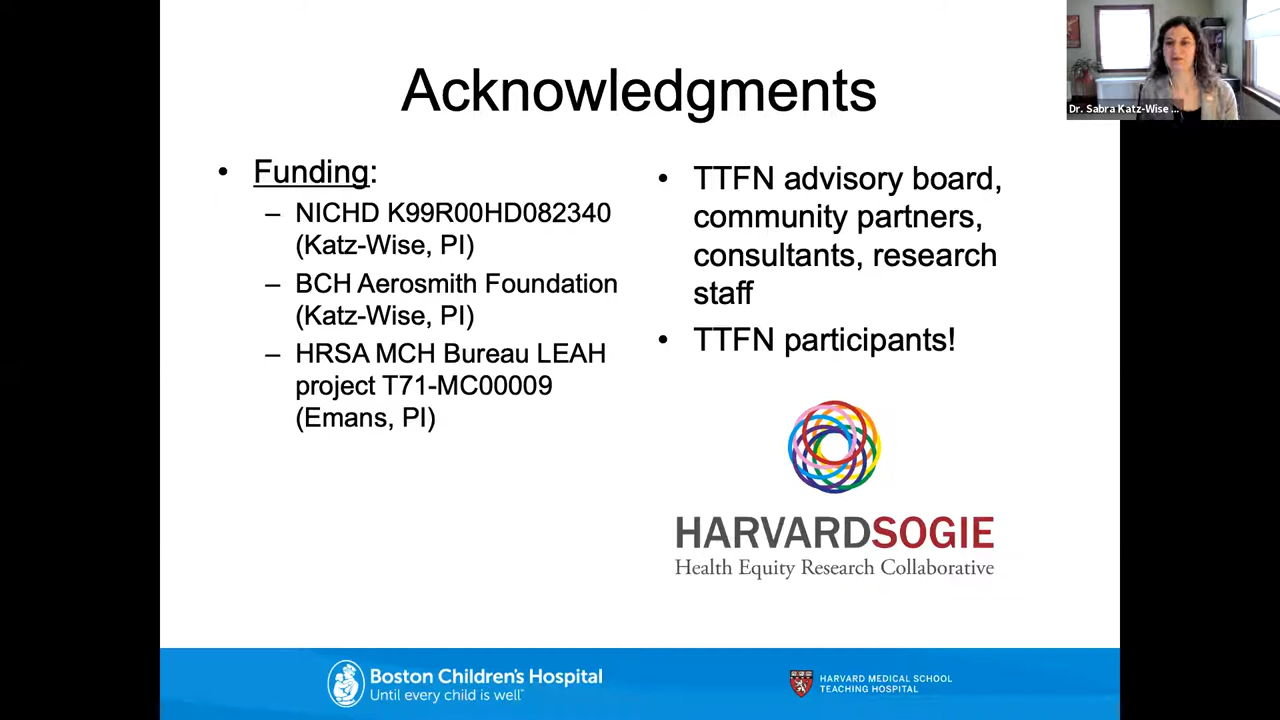 Acknowledgments
• Funding:
– NICHD K99R00HD082340
(Katz-Wise, PI)
– BCH Aerosmith Foundation
(Katz-Wise, PI)
– HRSA MCH Bureau LEAH
project T71-MC00009
(Emans, PI)
• TTFN advisory board,
community partners,
consultants, research
staff
• TTFN participants!
HARVARDSOGIE
Health Equity Research Collaborative
Boston Children's Hospital
Until every child is well™
HARVARD MEDICAL SCHOOL
TEACHING HOSPITAL
Dr. Sabra Katz-Wise ...